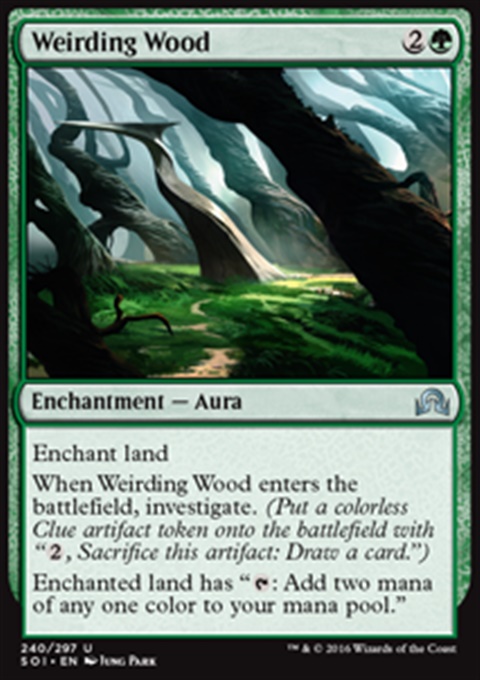 Weirding Wood 2
Enchantment — Aura
Enchant land
When Weirding Wood enters the
battlefield, investigate. (Put a colorless
Clue artifact token onto the battlefield with
“2, Sacrifice this artifact: Draw a card.”)
Enchanted land has “: Add two mana
of any one color to your mana pool.”
240/297 U
SOI • EN Jung Park
™ & © 2016 Wizards of the Coast